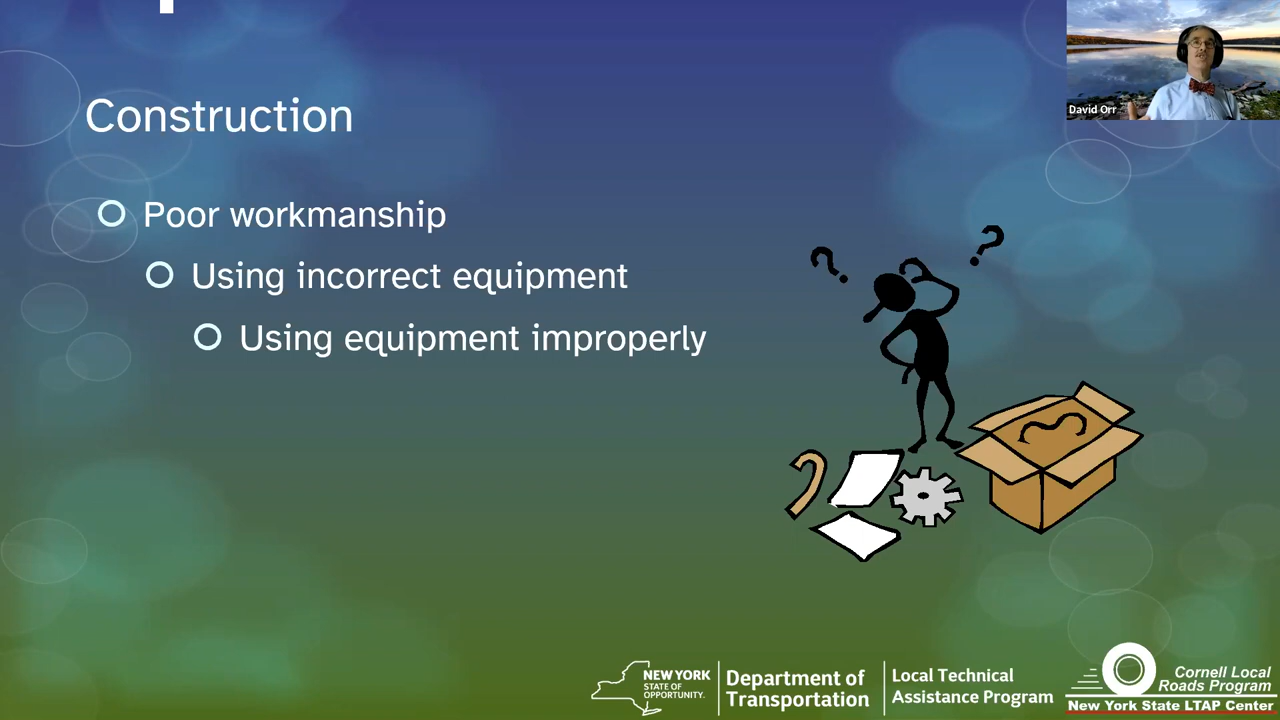 David Orr
Construction
Poor workmanship
Using incorrect equipment
Using equipment improperly
? ?
NEW YORK
STATE OF
OPPORTUNITY.
Department of
Transportation
Local Technical
Assistance Program
Cornell Local
Roads Program
New York State LTAP Center